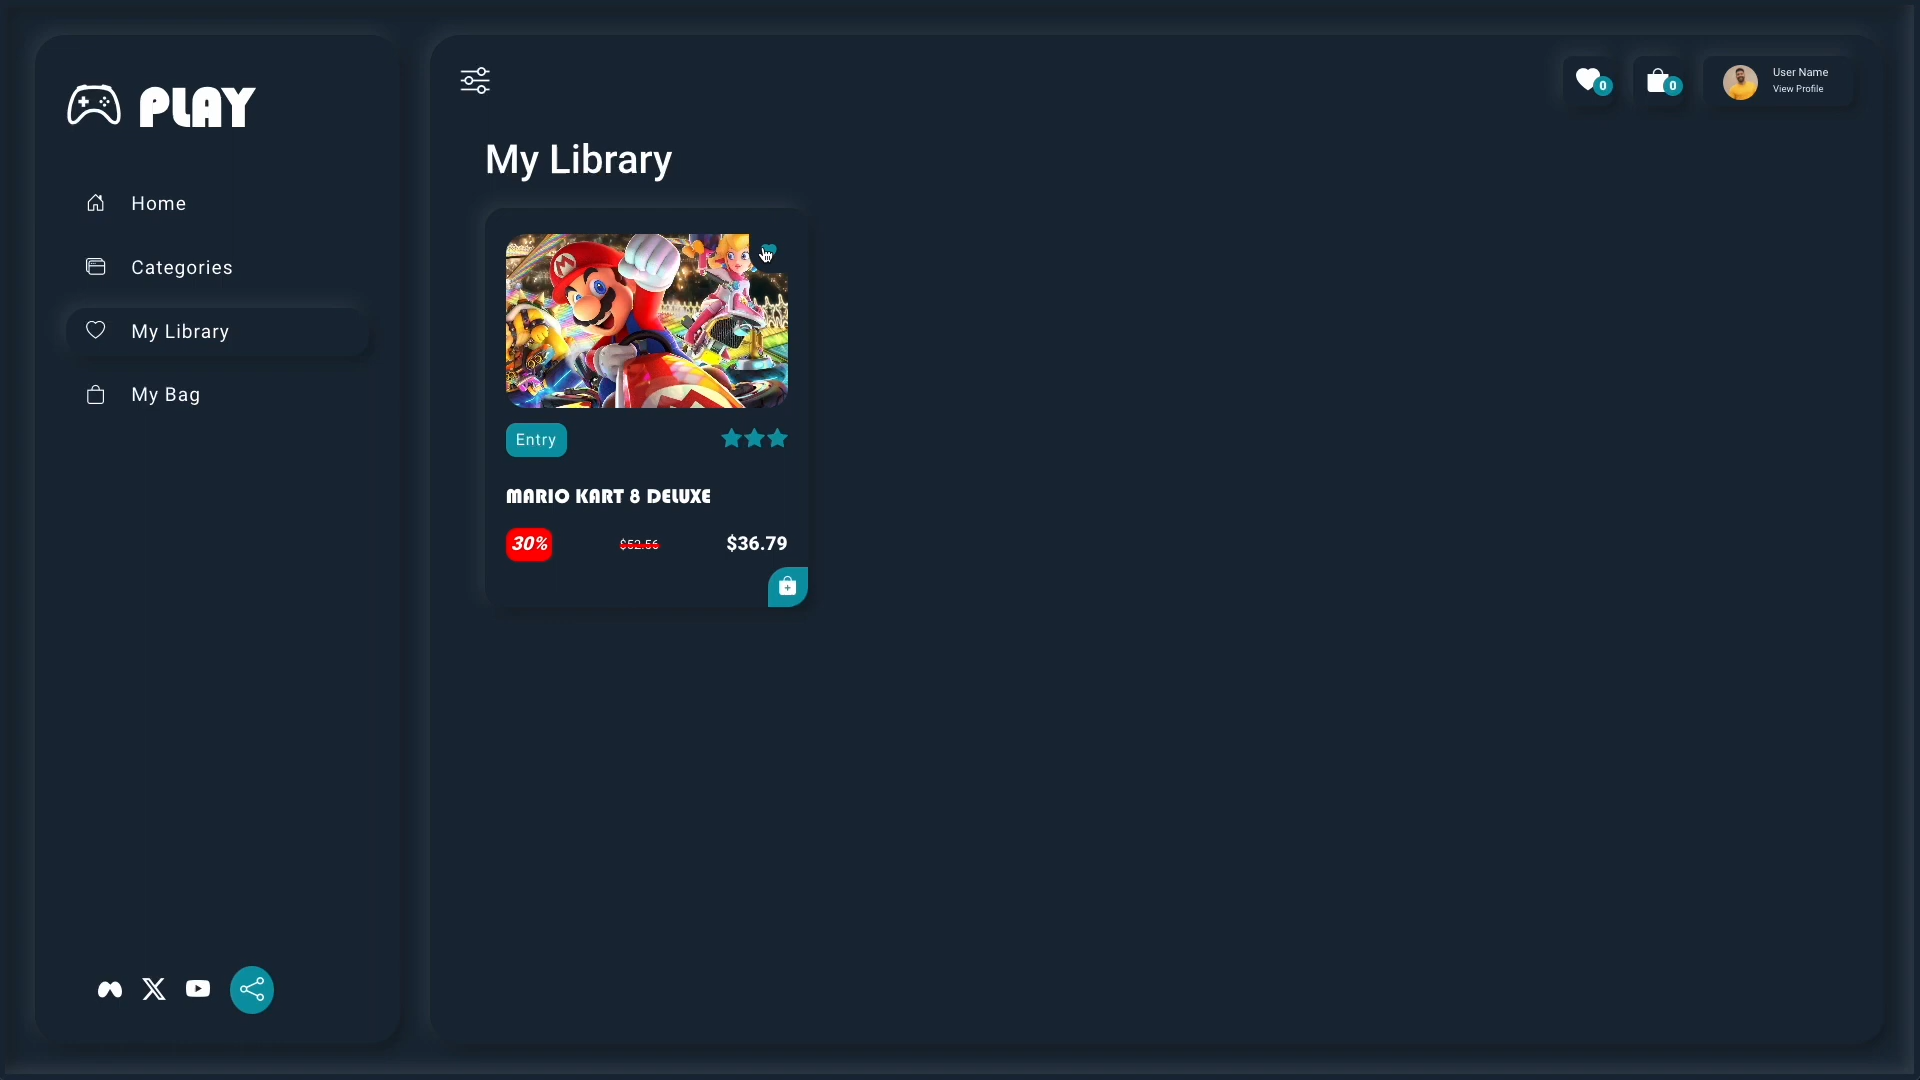 PLAY
Home
Categories
My Library
My Bag
0
0
User Name
View Profile
My Library
M
Entry
MARIO KART 8 DELUXE
30% $52.56 $36.79